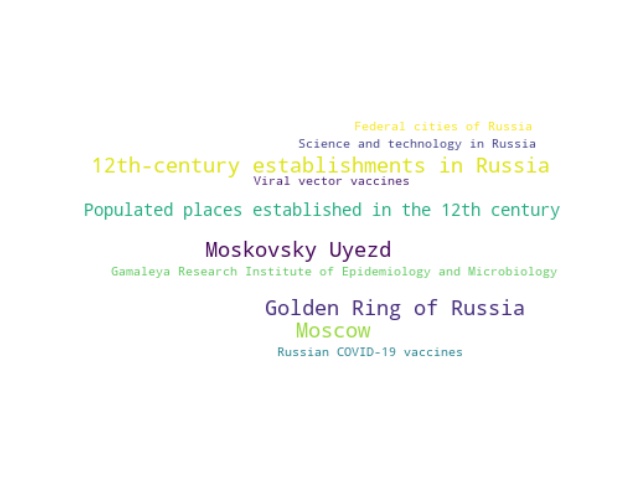 Federal cities of Russia
Science and technology in Russia
12th-century establishments in Russia
Viral vector vaccines
Populated places established in the 12th century
Moskovsky Uyezd
Gamaleya Research Institute of Epidemiology and Microbiology
Golden Ring of Russia
Moscow
Russian COVID-19 vaccines